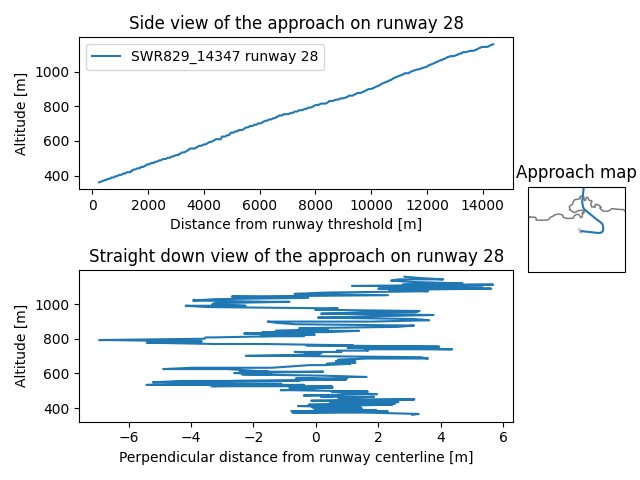 Side view of the approach on runway 28
SWR829_14347 runway 28
Altitude [m]
1000
800
600
400
0 2000 4000 6000 8000 10000 12000 14000
Distance from runway threshold [m]
Approach map
Straight down view of the approach on runway 28
Altitude [m]
1000
800
600
400
−6 −4 −2 0 2 4 6
Perpendicular distance from runway centerline [m]